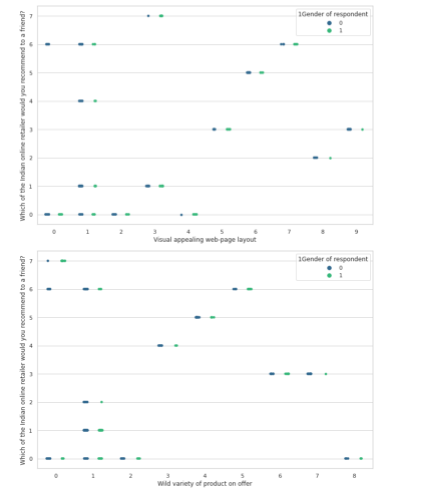 Which of the Indian online retailer would you recommend to a friend?
7
6
5
4
3
2
1
0
1Gender of respondent
0
1
0 1 2 3 4 5 6 7 8 9
Visual appealing web-page layout
Which of the Indian online retailer would you recommend to a friend?
7
6
5
4
3
2
1
0
1Gender of respondent
0
1
0 1 2 3 4 5 6 7 8
Wild variety of product on offer